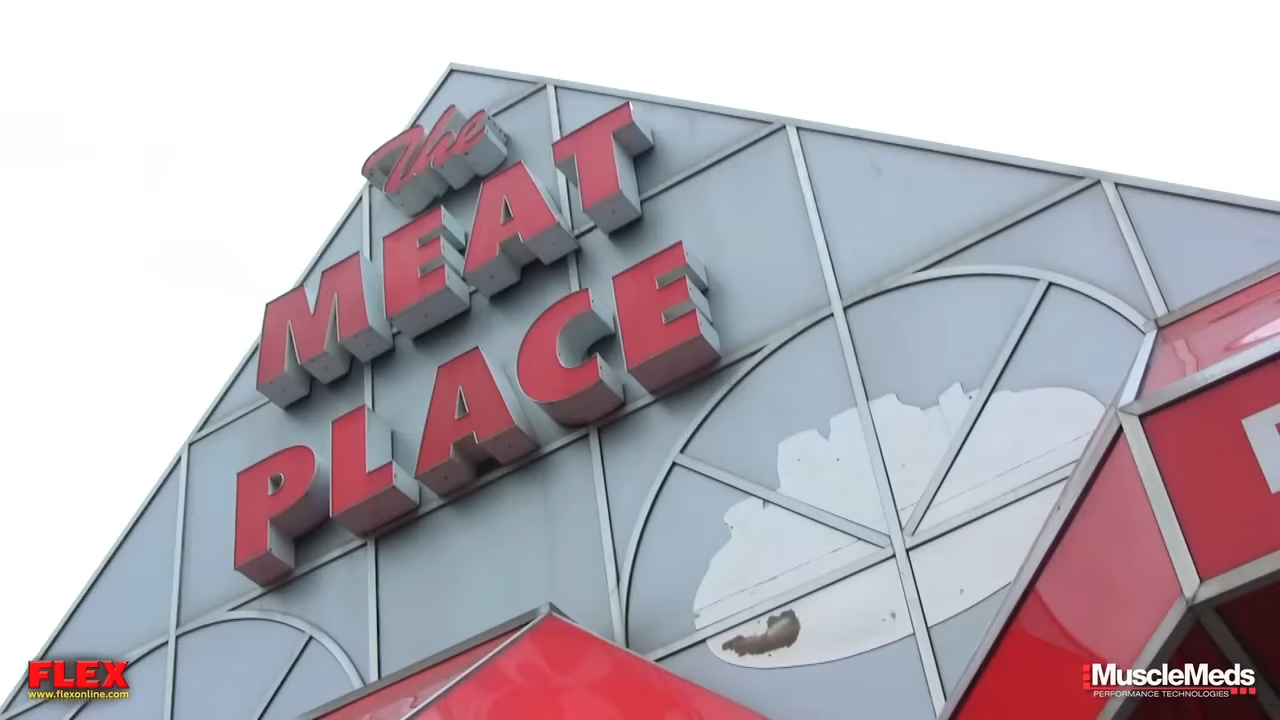 The
MEAT
PLACE
FLEX
www.flexonline.com
MuscleMeds
PERFORMANCE TECHNOLOGIES